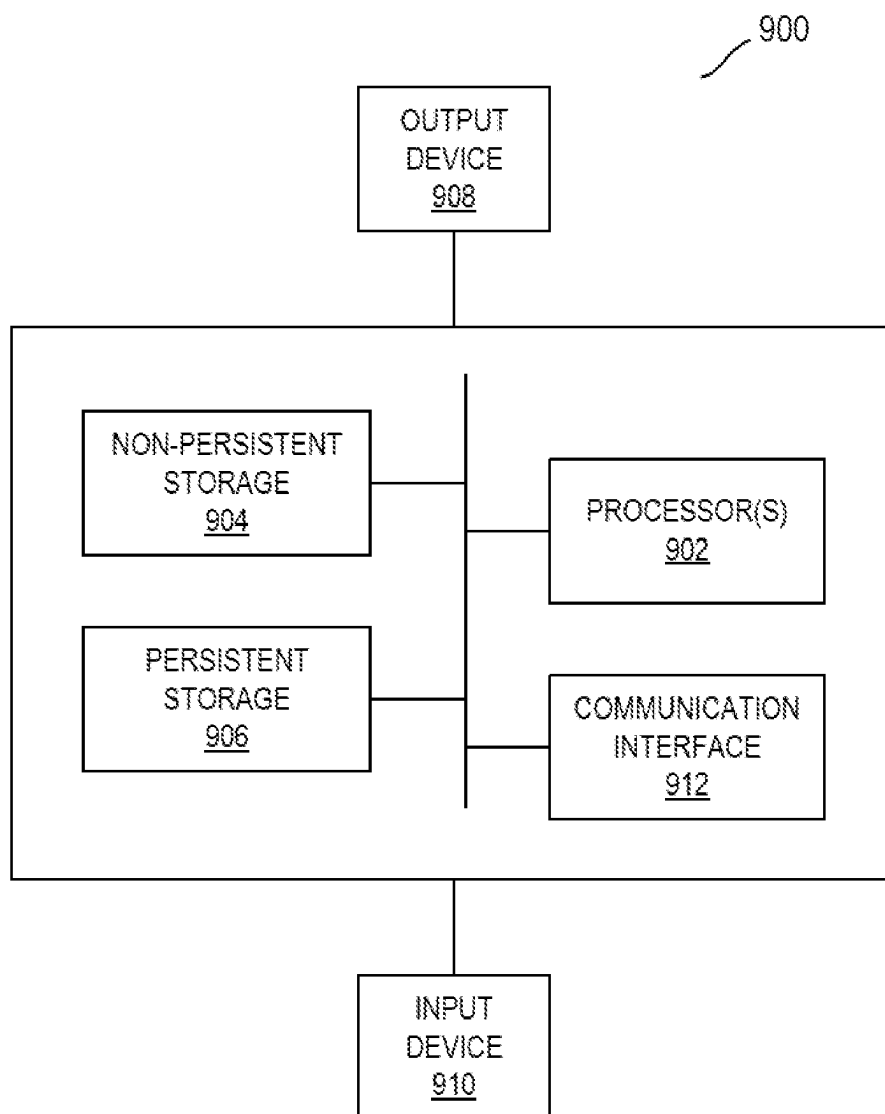 900
OUTPUT
DEVICE
908
NON-PERSISTENT
STORAGE
904
PROCESSOR(S)
902
PERSISTENT
STORAGE
906
COMMUNICATION
INTERFACE
912
INPUT
DEVICE
910